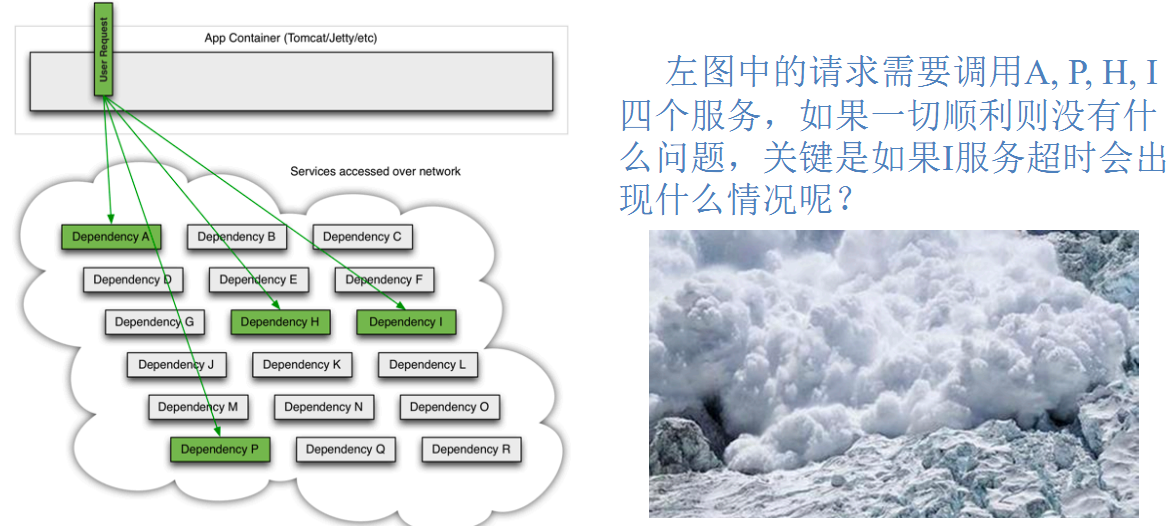 User Request
App Container (Tomcat/Jetty/etc)
Services accessed over network
Dependency A
Dependency B
Dependency C
Dependency D
Dependency E
Dependency F
Dependency G
Dependency H
Dependency I
Dependency J
Dependency K
Dependency L
Dependency M
Dependency N
Dependency O
Dependency P
Dependency Q
Dependency R
左图中的请求需要调用A, P, H, I
四个服务，如果一切顺利则没有什
么问题，关键是如果I服务超时会出
现什么情况呢？